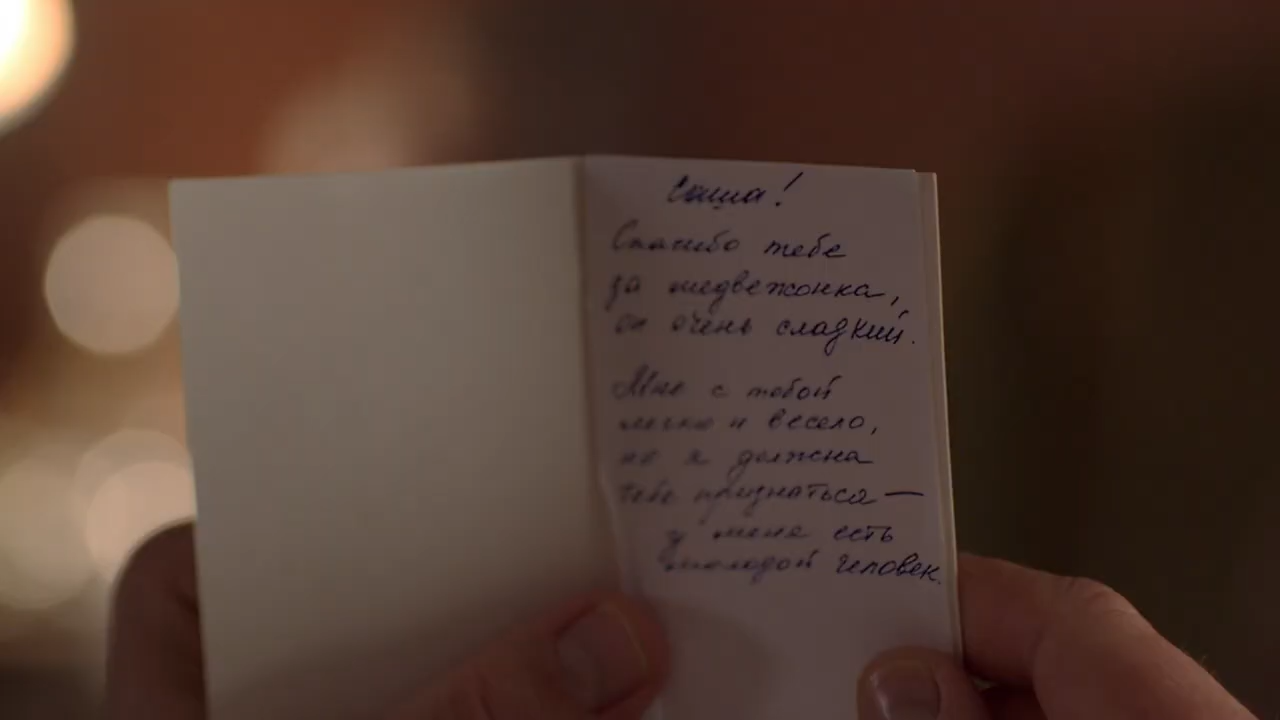 Саша!
Спасибо тебе
за медвежонка,
он очень сладкий.
Мне с тобой
легко и весело,
но я должна
тебе признаться —
у меня есть
молодой человек.